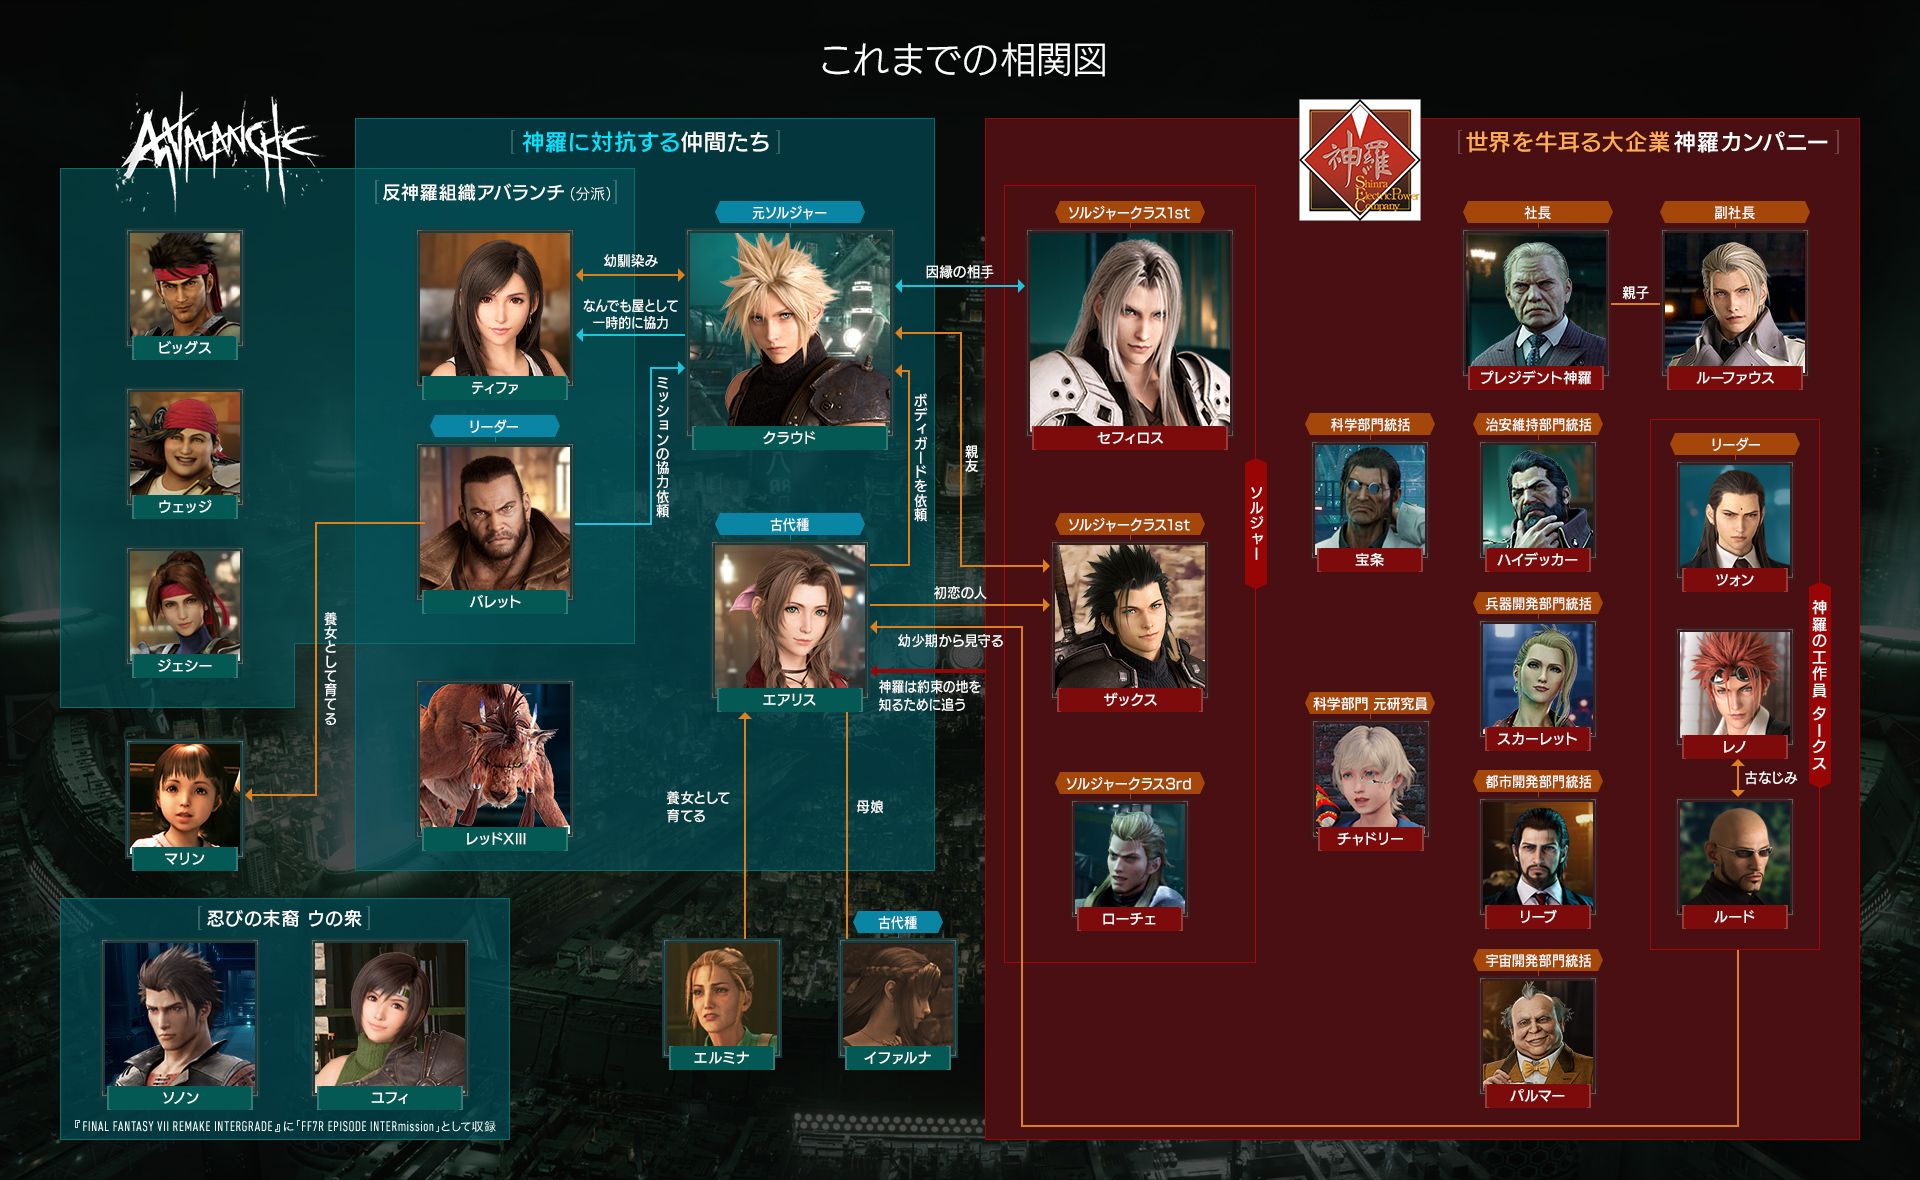 これまでの相関図
AVALANCHE
[神羅に対抗する仲間たち]
[反神羅組織アバランチ(分派)]
ビッグス
ウェッジ
ジェシー
マリン
ティファ
リーダー
バレット
レッドXIII
幼馴染み
なんでも屋として
一時的に協力
ミッションの協力依頼
養女として育てる
元ソルジャー
クラウド
古代種
エアリス
ボディガードを依頼
親友
因縁の相手
初恋の人
幼少期から見守る
神羅は約束の地を
知るために追う
養女として
育てる
母娘
エルミナ
古代種
イファルナ
[忍びの末裔 ウの衆]
ソノン
ユフィ
『FINAL FANTASY VII REMAKE INTERGRADE』に「FF7R EPISODE INTERmission」として収録
神羅
Shinra
Electric Power
Company
[世界を牛耳る大企業 神羅カンパニー]
ソルジャークラス1st
セフィロス
ソルジャークラス1st
ザックス
ソルジャークラス3rd
ローチェ
ソルジャー
社長
プレジデント神羅
親子
副社長
ルーファウス
科学部門統括
宝条
治安維持部門統括
ハイデッカー
兵器開発部門統括
スカーレット
科学部門 元研究員
チャドリー
都市開発部門統括
リーブ
宇宙開発部門統括
パルマー
リーダー
ツォン
レノ
古なじみ
ルード
神羅の工作員 タークス